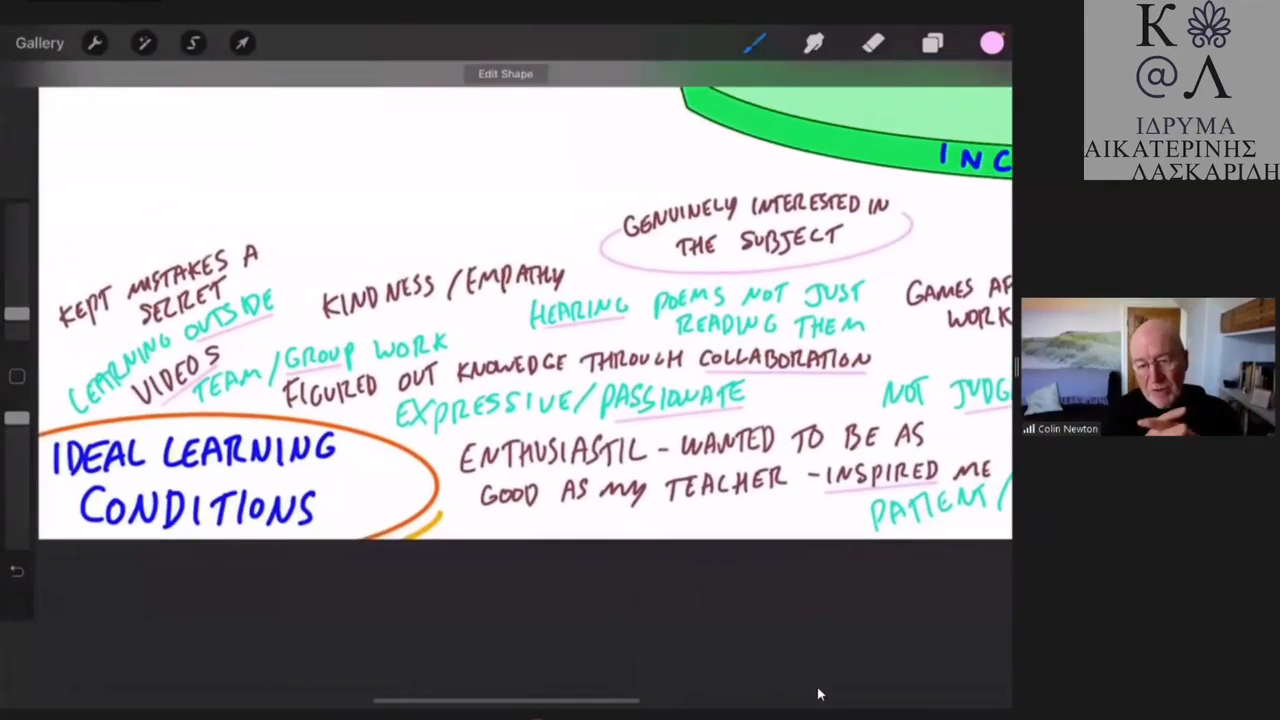 Gallery
Edit Shape
K
@ Λ
ΙΔΡΥΜΑ
ΑΙΚΑΤΕΡΙΝΗΣ
ΛΑΣΚΑΡΙΔΗ
INC
GENUINELY INTERESTED IN
THE SUBJECT
KEPT MISTAKES A
SECRET
KINDNESS / EMPATHY
LEARNING OUTSIDE
HEARING POEMS NOT JUST
READING THEM
GAMES
WORK
VIDEOS
TEAM / GROUP WORK
FIGURED OUT KNOWEDGE THROUGH COLLABORATION
EXPRESSIVE / PASSIONATE
NOT
IDEAL LEARNING
CONDITIONS
ENTHUSIASTIC - WANTED TO BE AS
GOOD AS MY TEACHER - INSPIRED ME
PATIENT /
Colin Newton